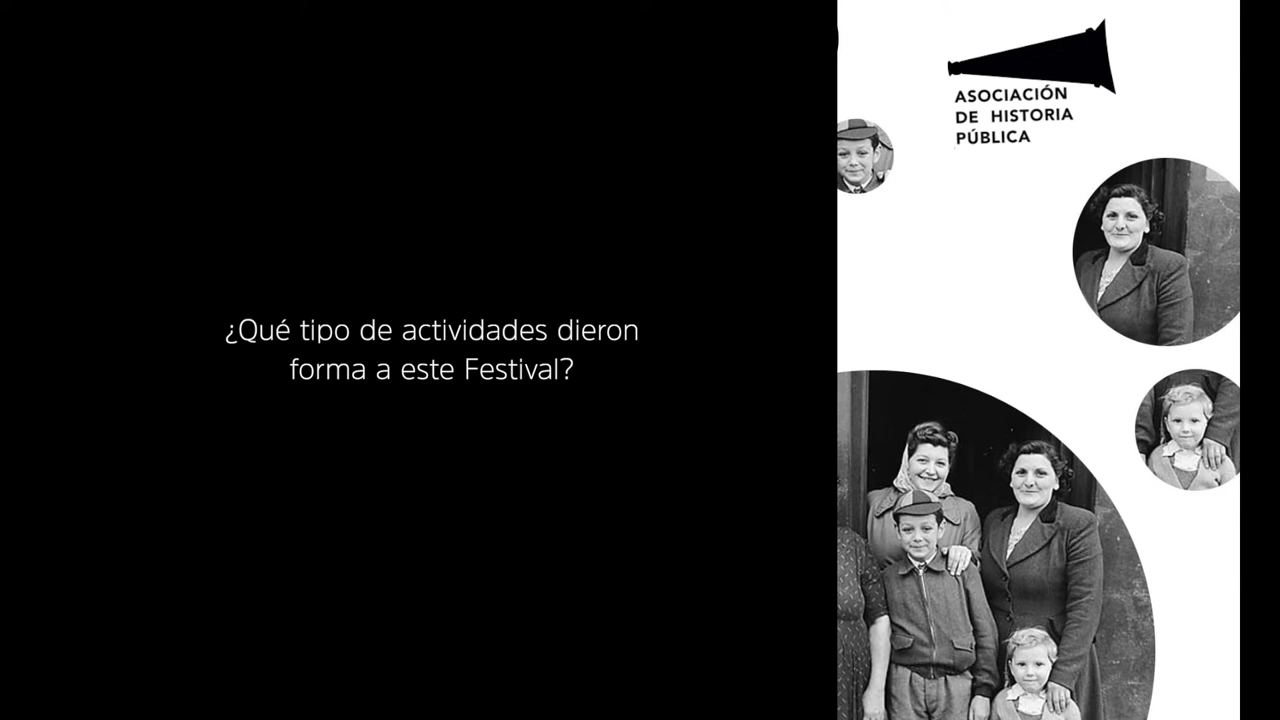 ¿Qué tipo de actividades dieron
forma a este Festival?
ASOCIACIÓN
DE HISTORIA
PÚBLICA